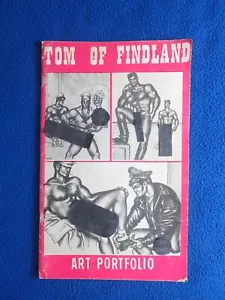 TOM OF FINDLAND
ART PORTFOLIO